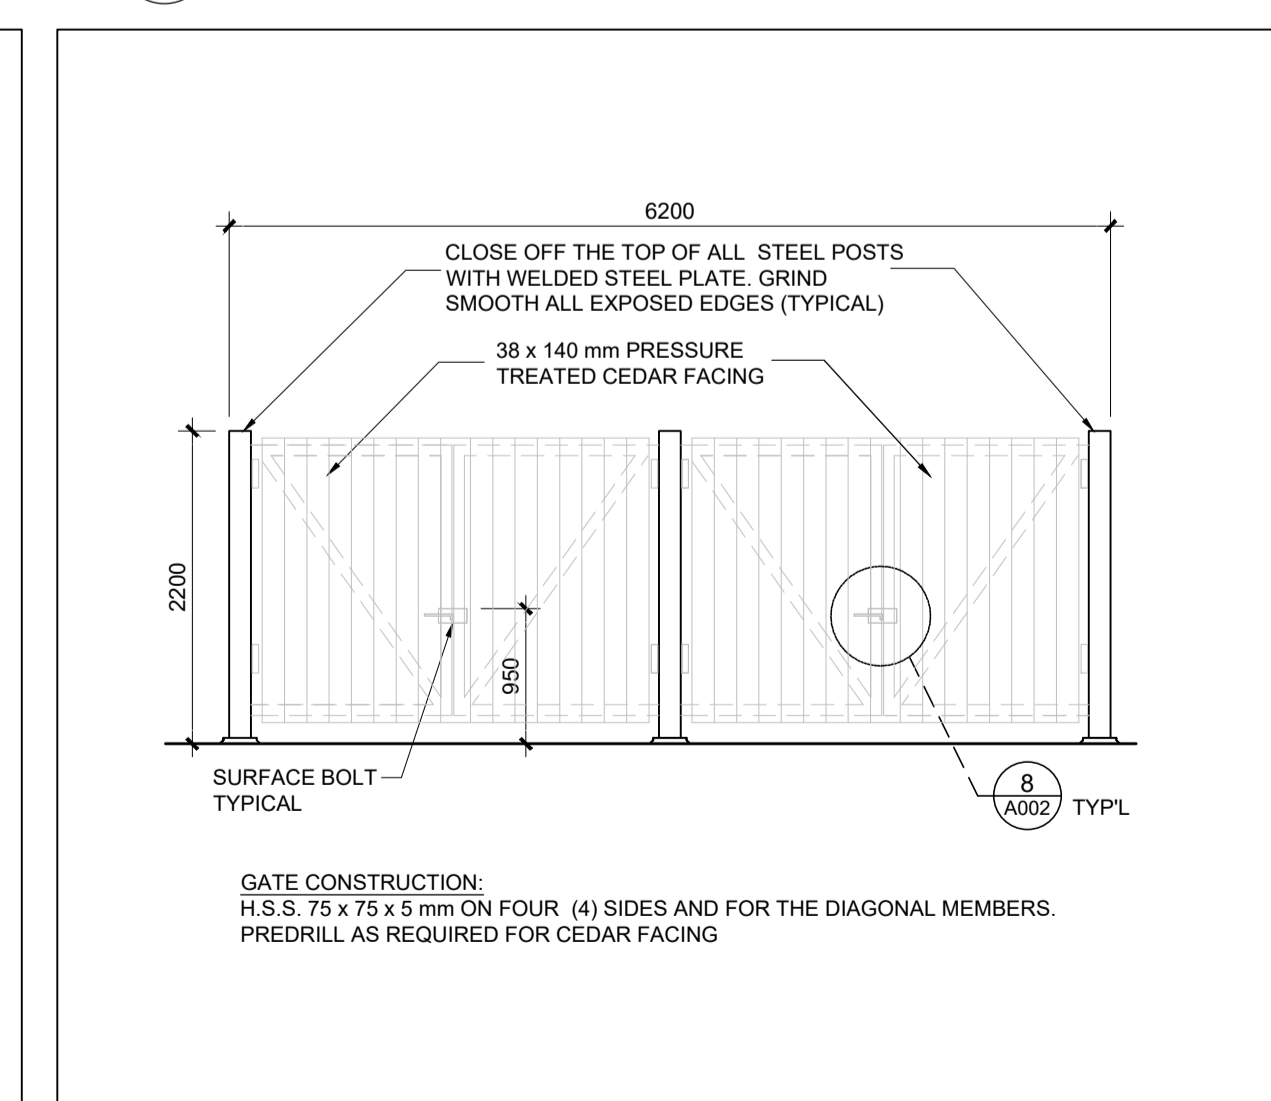 6200
CLOSE OFF THE TOP OF ALL STEEL POSTS
WITH WELDED STEEL PLATE. GRIND
SMOOTH ALL EXPOSED EDGES (TYPICAL)
38 x 140 mm PRESSURE
TREATED CEDAR FACING
2200
950
SURFACE BOLT
TYPICAL
8
A002
TYP'L
GATE CONSTRUCTION:
H.S.S. 75 x 75 x 5 mm ON FOUR (4) SIDES AND FOR THE DIAGONAL MEMBERS.
PREDRILL AS REQUIRED FOR CEDAR FACING